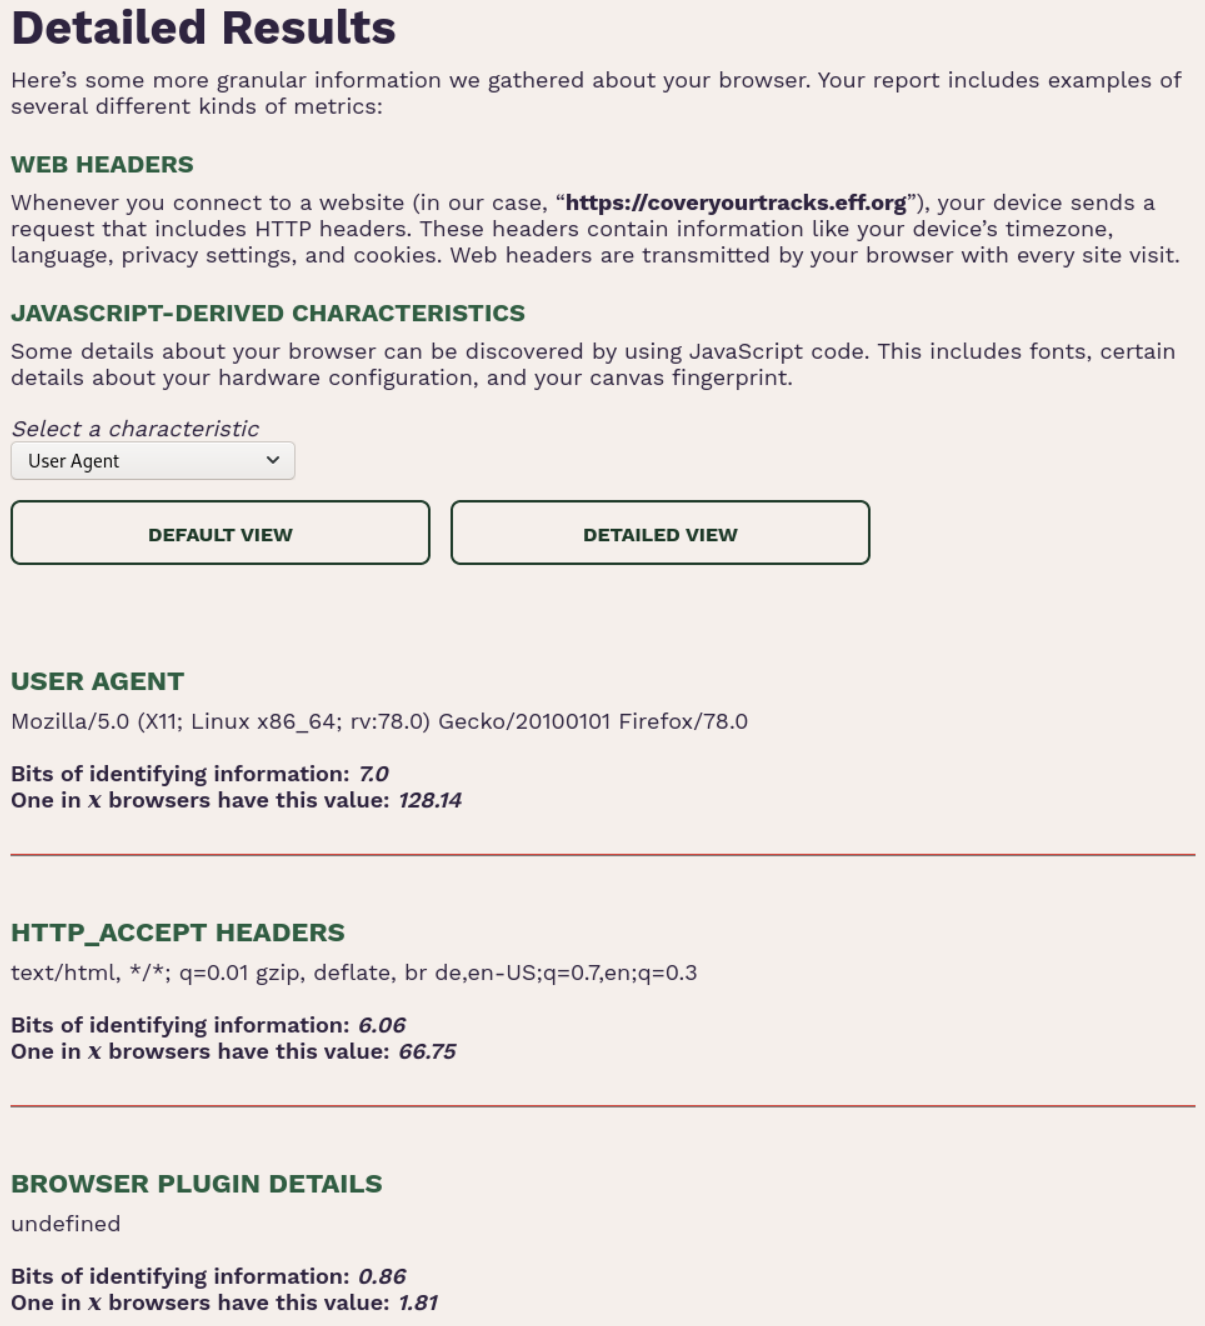 Detailed Results
Here’s some more granular information we gathered about your browser. Your report includes examples of
several different kinds of metrics:
WEB HEADERS
Whenever you connect to a website (in our case, “https://coveryourtracks.eff.org”), your device sends a
request that includes HTTP headers. These headers contain information like your device’s timezone,
language, privacy settings, and cookies. Web headers are transmitted by your browser with every site visit.
JAVASCRIPT-DERIVED CHARACTERISTICS
Some details about your browser can be discovered by using JavaScript code. This includes fonts, certain
details about your hardware configuration, and your canvas fingerprint.
Select a characteristic
User Agent
DEFAULT VIEW DETAILED VIEW
USER AGENT
Mozilla/5.0 (X11; Linux x86_64; rv:78.0) Gecko/20100101 Firefox/78.0
Bits of identifying information: 7.0
One in x browsers have this value: 128.14
HTTP_ACCEPT HEADERS
text/html, */*; q=0.01 gzip, deflate, br de,en-US;q=0.7,en;q=0.3
Bits of identifying information: 6.06
One in x browsers have this value: 66.75
BROWSER PLUGIN DETAILS
undefined
Bits of identifying information: 0.86
One in x browsers have this value: 1.81